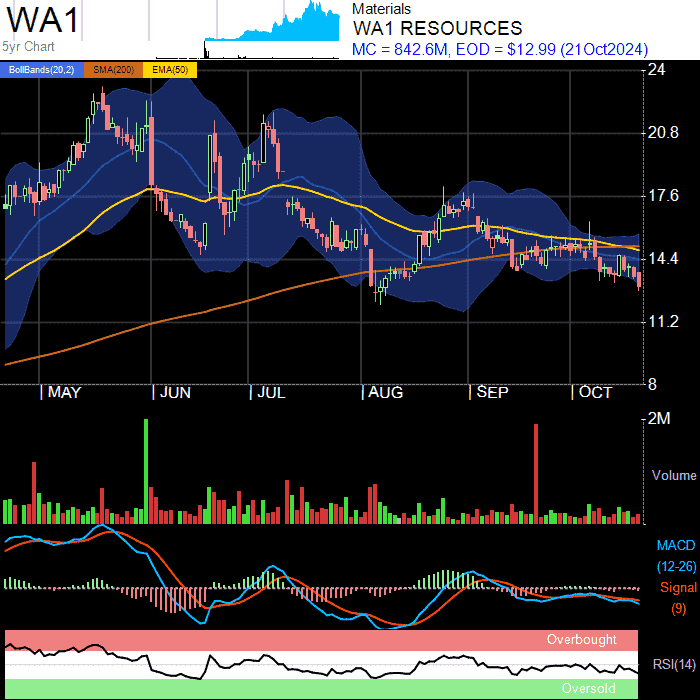 WA1
5yr Chart
Materials
WA1 RESOURCES
MC = 842.6M, EOD = $12.99 (21Oct2024)
BollBands(20,2) SMA(200) EMA(50)
24
20.8
17.6
14.4
11.2
8
MAY JUN JUL AUG SEP OCT
2M
Volume
MACD
(12-26)
Signal
(9)
Overbought
RSI(14)
Oversold